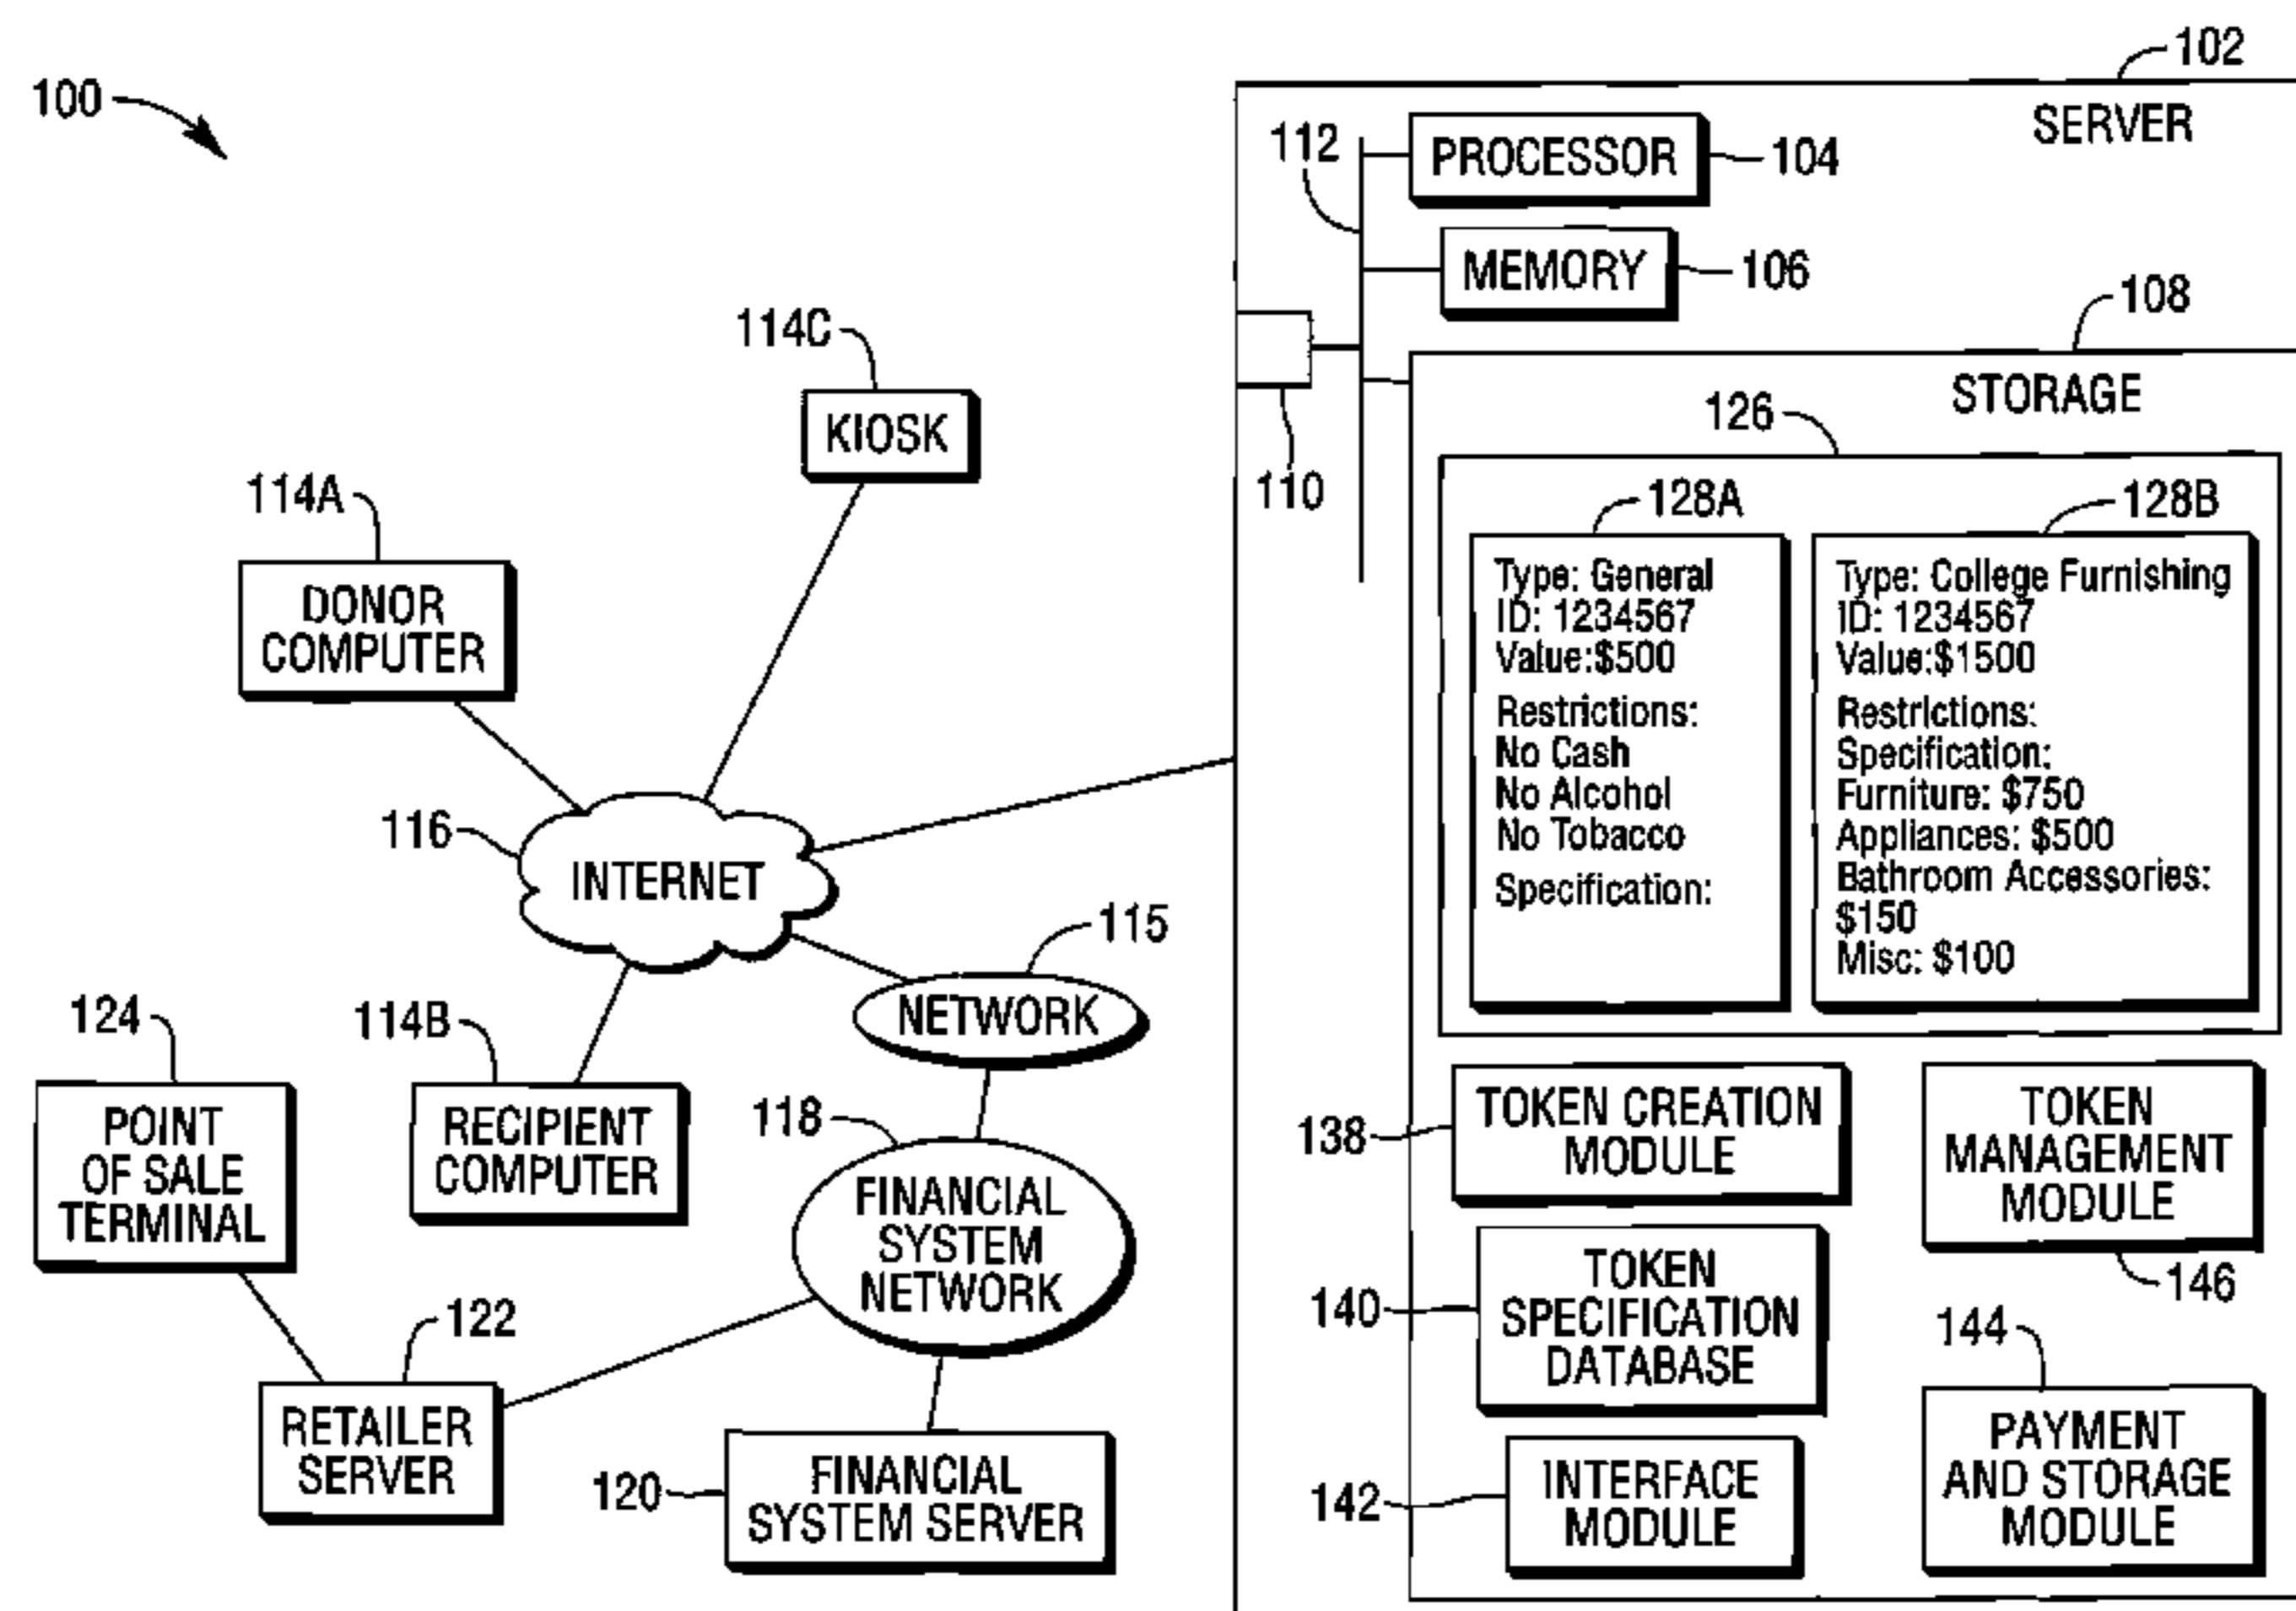 100
102
SERVER
112
PROCESSOR
104
MEMORY
106
108
STORAGE
110
126
128A
Type: General
ID: 1234567
Value:$500
Restrictions:
No Cash
No Alcohol
No Tobacco
Specification:
128B
Type: College Furnishing
ID: 1234567
Value:$1500
Restrictions:
Specification:
Furniture: $750
Appliances: $500
Bathroom Accessories:
$150
Misc: $100
114C
KIOSK
114A
DONOR
COMPUTER
116
INTERNET
115
NETWORK
124
POINT
OF SALE
TERMINAL
114B
RECIPIENT
COMPUTER
118
FINANCIAL
SYSTEM
NETWORK
122
RETAILER
SERVER
120
FINANCIAL
SYSTEM SERVER
138
TOKEN CREATION
MODULE
TOKEN
MANAGEMENT
MODULE
146
140
TOKEN
SPECIFICATION
DATABASE
144
PAYMENT
AND STORAGE
MODULE
142
INTERFACE
MODULE